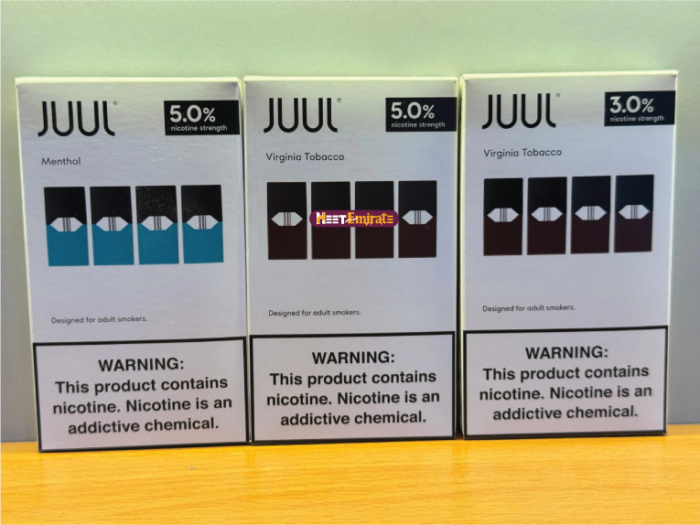 JUUL
5.0%
nicotine strength
Menthol
Designed for adult smokers.
WARNING:
This product contains
nicotine. Nicotine is an
addictive chemical.
JUUL
5.0%
nicotine strength
Virginia Tobacco
MEETEmirate
Designed for adult smokers.
WARNING:
This product contains
nicotine. Nicotine is an
addictive chemical.
JUUL
3.0%
nicotine strength
Virginia Tobacco
Designed for adult smokers.
WARNING:
This product contains
nicotine. Nicotine is an
addictive chemical.